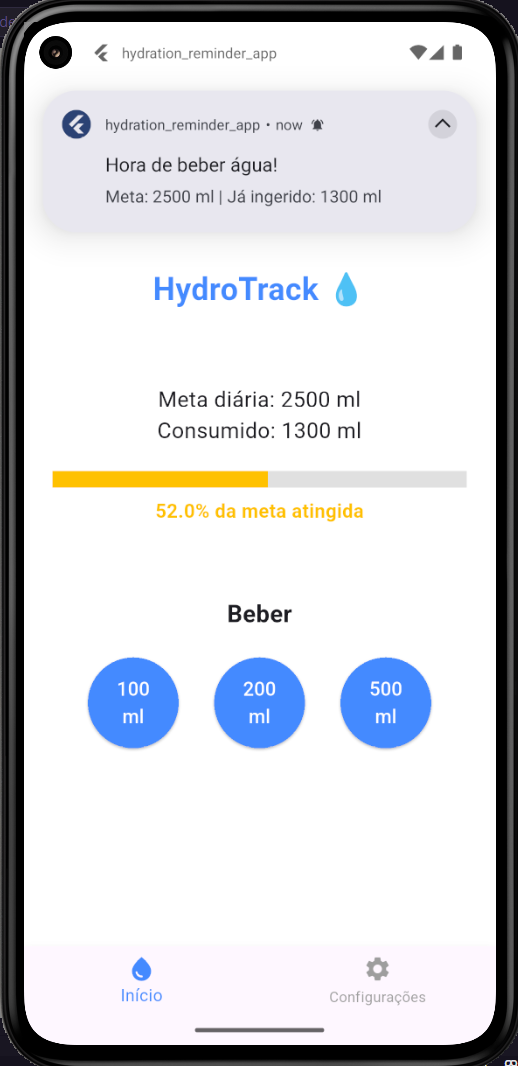 hydration_reminder_app
hydration_reminder_app • now
Hora de beber água!
Meta: 2500 ml | Já ingerido: 1300 ml
HydroTrack 💧
Meta diária: 2500 ml
Consumido: 1300 ml
52.0% da meta atingida
Beber
100 ml
200 ml
500 ml
Início
Configurações